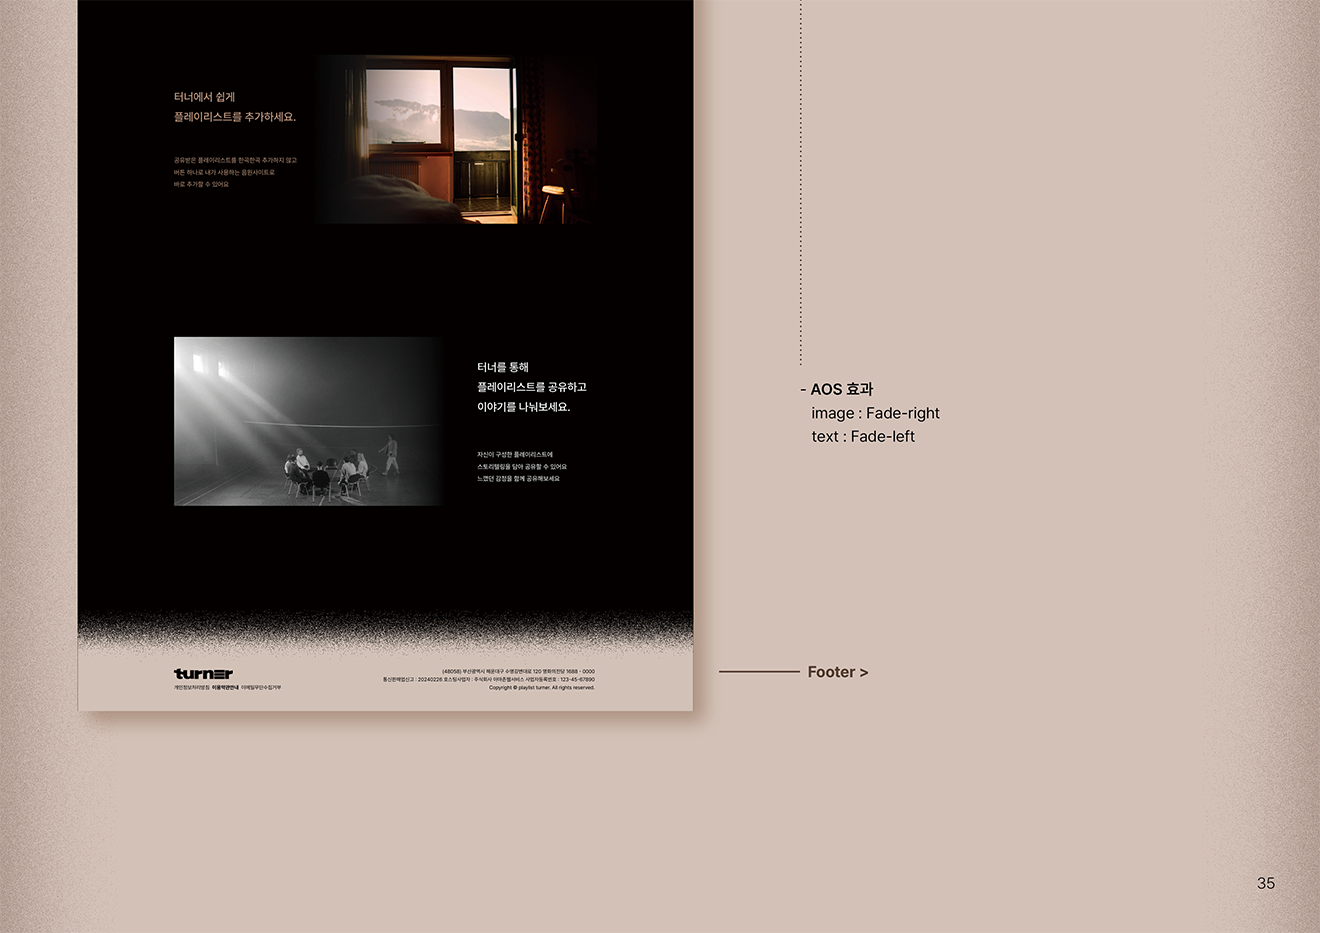 터너에서 쉽게
플레이리스트를 추가하세요.
공유받은 플레이리스트를 한곡한곡 추가하지 않고
버튼 하나로 내가 사용하는 음원사이트로
바로 추가할 수 있어요
터너를 통해
플레이리스트를 공유하고
이야기를 나눠보세요.
자신이 구성한 플레이리스트에
스토리텔링을 담아 공유할 수 있어요
느꼈던 감정을 함께 공유해보세요
- AOS 효과
image : Fade-right
text : Fade-left
turner
개인정보처리방침 이용약관안내 이메일무단수집거부
(48058) 부산광역시 해운대구 수영강변대로 120 영화의전당 1688 - 0000
통신판매업신고 : 20240226 호스팅사업자 : 주식회사 아마존웹서비스 사업자등록번호 : 123-45-67890
Copyright © playlist turner. All rights reserved.
Footer >
35